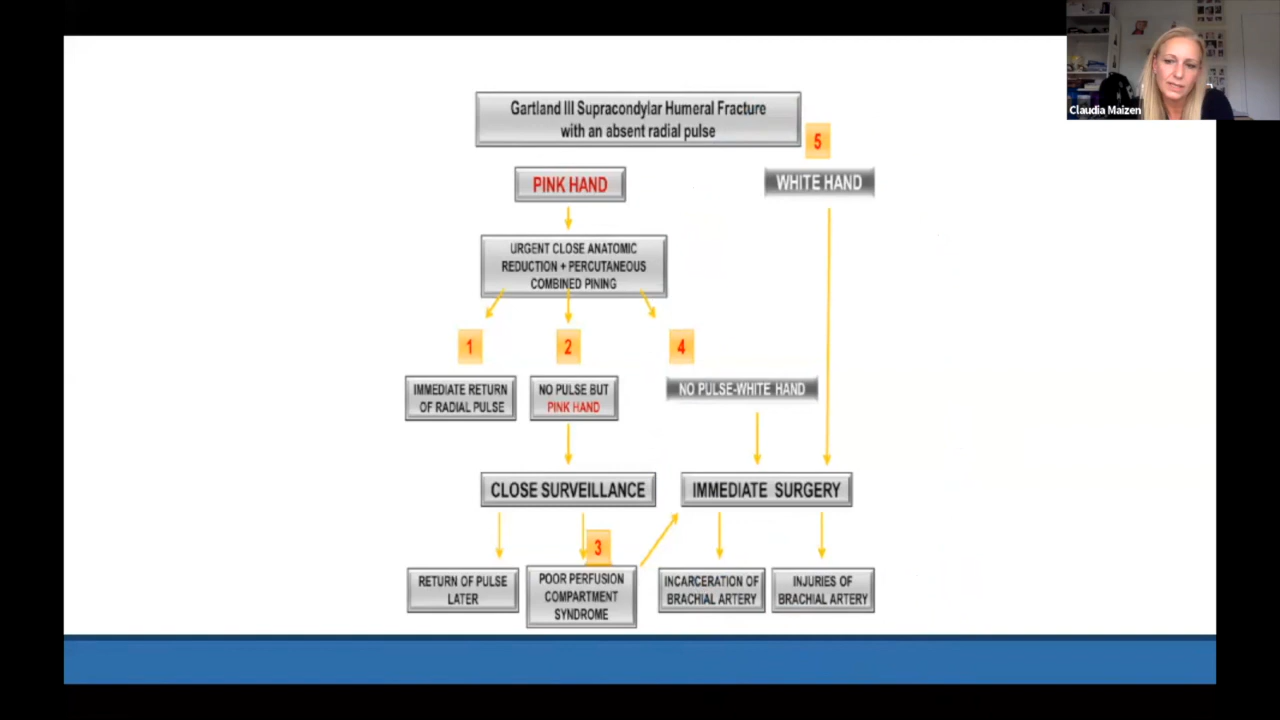 Claudia Maizen
Gartland III Supracondylar Humeral Fracture
with an absent radial pulse
5
PINK HAND
WHITE HAND
URGENT CLOSE ANATOMIC
REDUCTION + PERCUTANEOUS
COMBINED PINING
1
2
4
IMMEDIATE RETURN
OF RADIAL PULSE
NO PULSE BUT
PINK HAND
NO PULSE-WHITE HAND
CLOSE SURVEILLANCE
IMMEDIATE SURGERY
3
RETURN OF PULSE
LATER
POOR PERFUSION
COMPARTMENT
SYNDROME
INCARCERATION OF
BRACHIAL ARTERY
INJURIES OF
BRACHIAL ARTERY